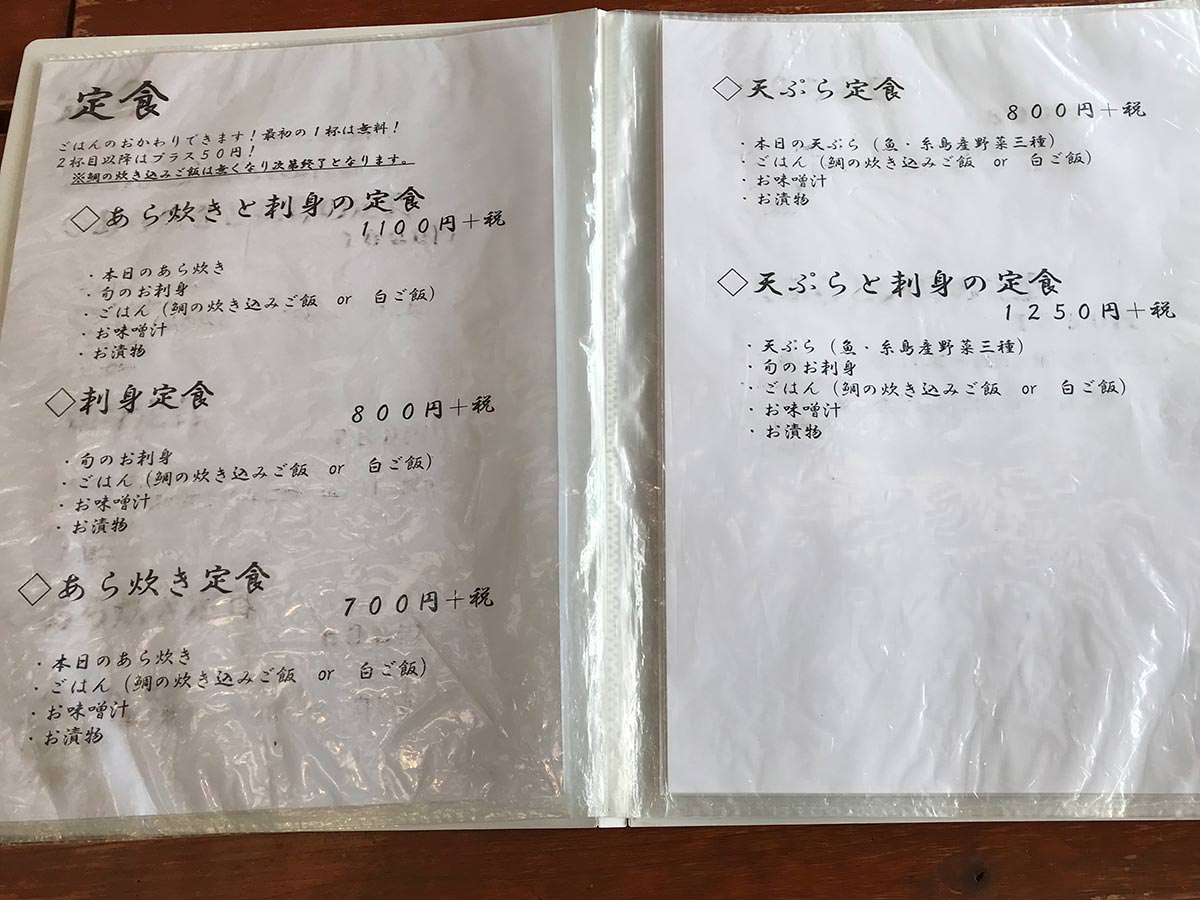 定食
ごはんのおかわりできます！最初の１杯は無料！
２杯目以降はプラス５０円！
※鯛の炊き込みご飯は無くなり次第終了となります。
◇あら炊きと刺身の定食
１１００円＋税
・本日のあら炊き
・旬のお刺身
・ごはん（鯛の炊き込みご飯　or　白ご飯）
・お味噌汁
・お漬物
◇刺身定食
８００円＋税
・旬のお刺身
・ごはん（鯛の炊き込みご飯　or　白ご飯）
・お味噌汁
・お漬物
◇あら炊き定食
７００円＋税
・本日のあら炊き
・ごはん（鯛の炊き込みご飯　or　白ご飯）
・お味噌汁
・お漬物
◇天ぷら定食
８００円＋税
・本日の天ぷら（魚・糸島産野菜三種）
・ごはん（鯛の炊き込みご飯　or　白ご飯）
・お味噌汁
・お漬物
◇天ぷらと刺身の定食
１２５０円＋税
・天ぷら（魚・糸島産野菜三種）
・旬のお刺身
・ごはん（鯛の炊き込みご飯　or　白ご飯）
・お味噌汁
・お漬物